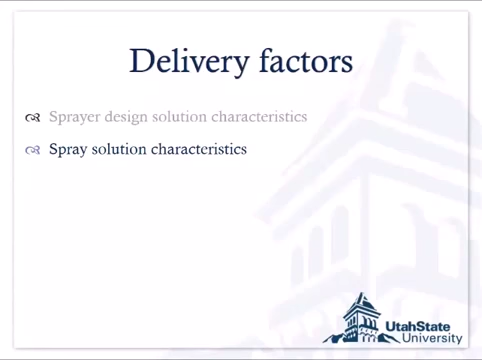 Delivery factors
Sprayer design solution characteristics
Spray solution characteristics
UtahState
University